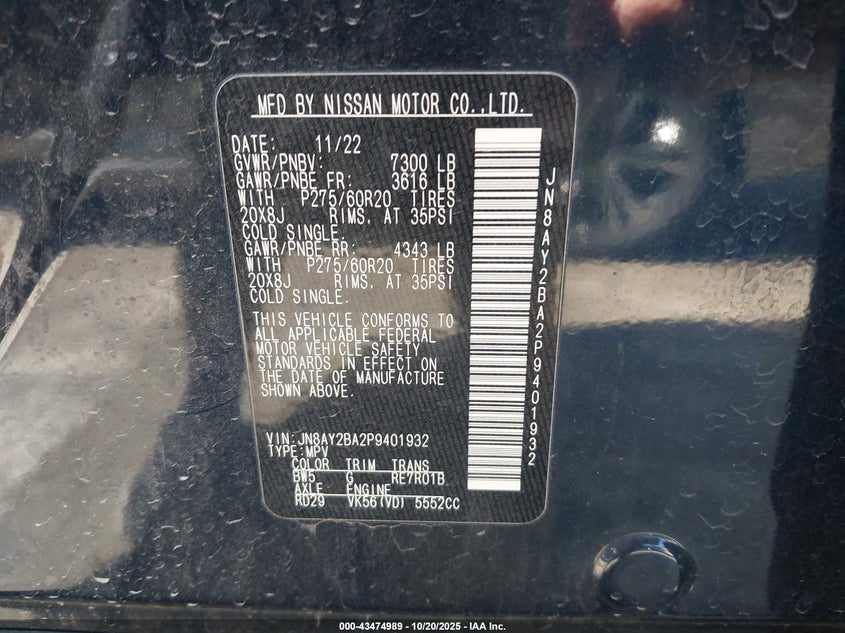 MFD BY NISSAN MOTOR CO.,LTD.
DATE: 11/22
GVWR/PNBV: 7300 LB
GAWR/PNBE FR: 3616 LB
WITH P275/60R20 TIRES
20X8J RIMS, AT 35PSI
COLD SINGLE.
GAWR/PNBE RR: 4343 LB
WITH P275/60R20 TIRES
20X8J RIMS, AT 35PSI
COLD SINGLE.
THIS VEHICLE CONFORMS TO
ALL APPLICABLE FEDERAL
MOTOR VEHICLE SAFETY
STANDARDS IN EFFECT ON
THE DATE OF MANUFACTURE
SHOWN ABOVE.
VIN:JN8AY2BA2P9401932
TYPE:MPV
COLOR TRIM TRANS
BW5 G RE7R01B
AXLE ENGINE
RD29 VK56(VD) 5552CC
JN8AY2BA2P9401932
000-43474989 - 10/20/2025 - IAA Inc.